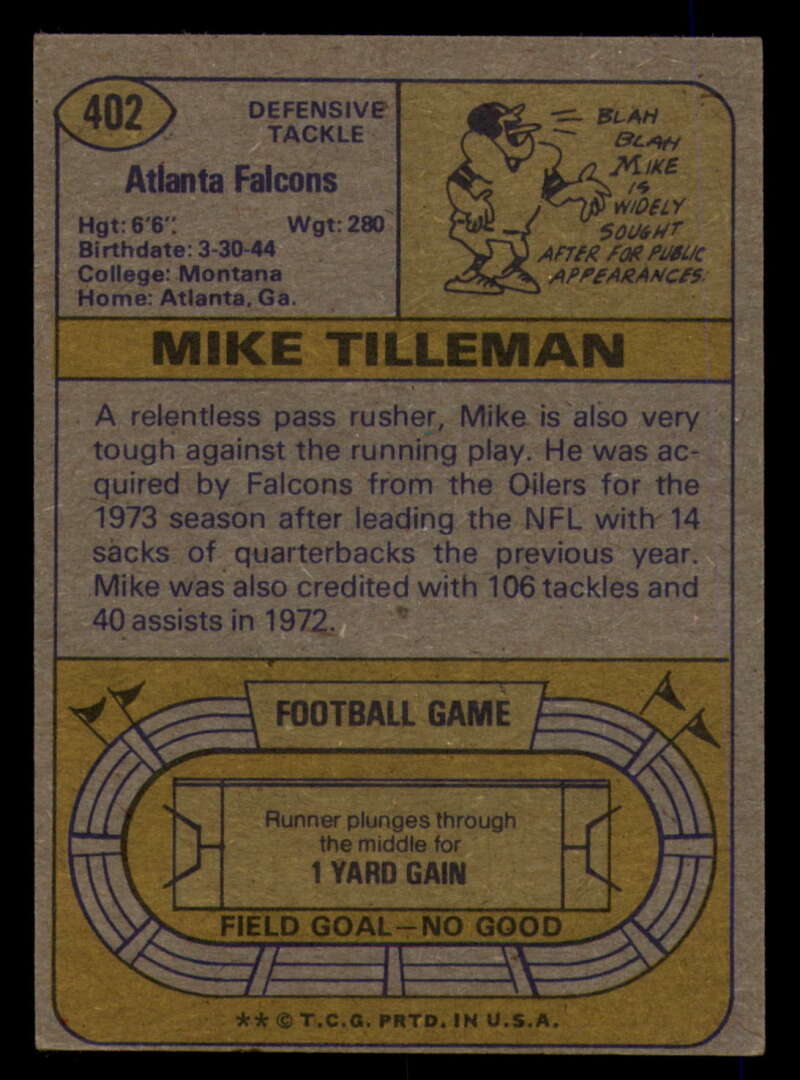 402
DEFENSIVE
TACKLE
Atlanta Falcons
Hgt: 6'6". Wgt: 280
Birthdate: 3-30-44
College: Montana
Home: Atlanta, Ga.
BLAH
BLAH
MIKE
IS
WIDELY
SOUGHT
AFTER FOR PUBLIC
APPEARANCES.
MIKE TILLEMAN
A relentless pass rusher, Mike is also very
tough against the running play. He was ac-
quired by Falcons from the Oilers for the
1973 season after leading the NFL with 14
sacks of quarterbacks the previous year.
Mike was also credited with 106 tackles and
40 assists in 1972.
FOOTBALL GAME
Runner plunges through
the middle for
1 YARD GAIN
FIELD GOAL—NO GOOD
** © T.C.G. PRTD. IN U.S.A.